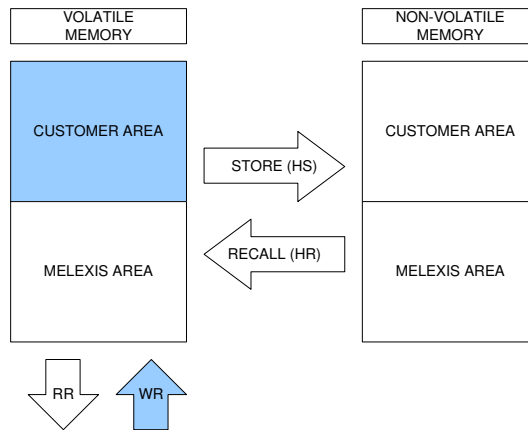 VOLATILE
MEMORY
NON-VOLATILE
MEMORY
CUSTOMER AREA
CUSTOMER AREA
STORE (HS)
RECALL (HR)
MELEXIS AREA
MELEXIS AREA
RR
WR